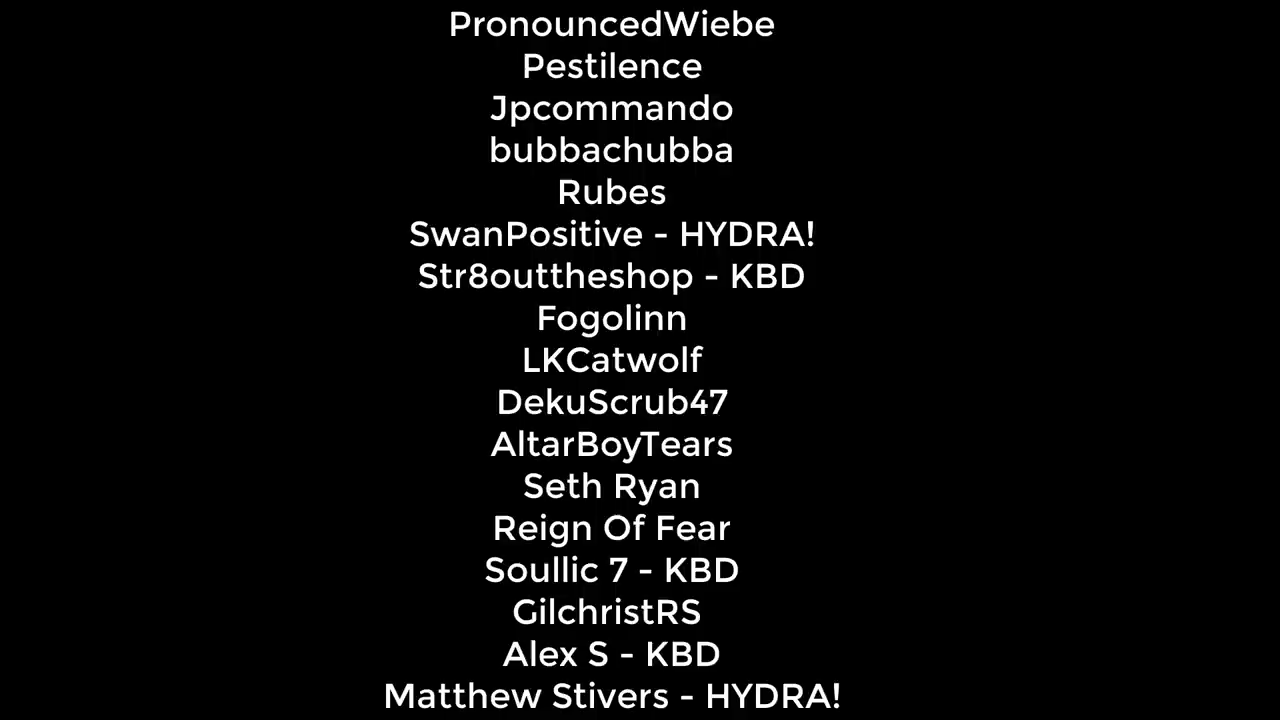 PronouncedWiebe
Pestilence
Jpcommando
bubbachubba
Rubes
SwanPositive - HYDRA!
Str8outtheshop - KBD
Fogolinn
LKCatwolf
DekuScrub47
AltarBoyTears
Seth Ryan
Reign Of Fear
Soullic 7 - KBD
GilchristRS
Alex S - KBD
Matthew Stivers - HYDRA!